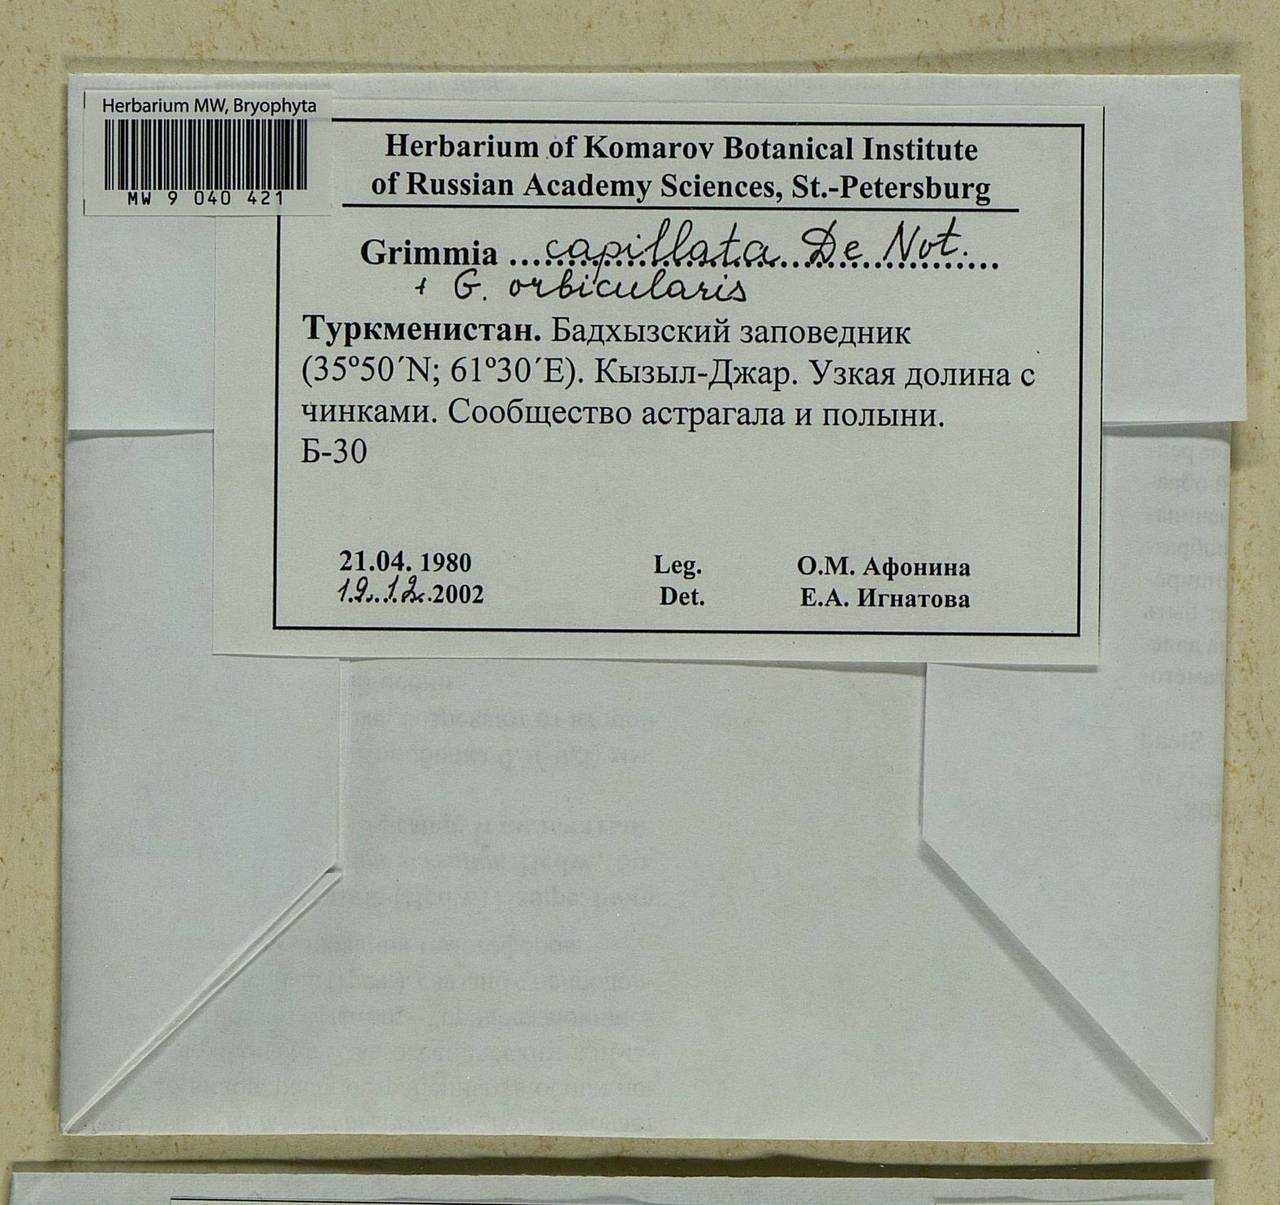 Herbarium MW, Bryophyta
MW 9 040 421
Herbarium of Komarov Botanical Institute
of Russian Academy Sciences, St.-Petersburg
Grimmia ...capillata De Not.
+ G. orbicularis
Туркменистан. Бадхызский заповедник
(35º50´N; 61º30´E). Кызыл-Джар. Узкая долина с
чинками. Сообщество астрагала и полыни.
Б-30
21.04. 1980 Leg. О.М. Афонина
19.12.2002 Det. Е.А. Игнатова